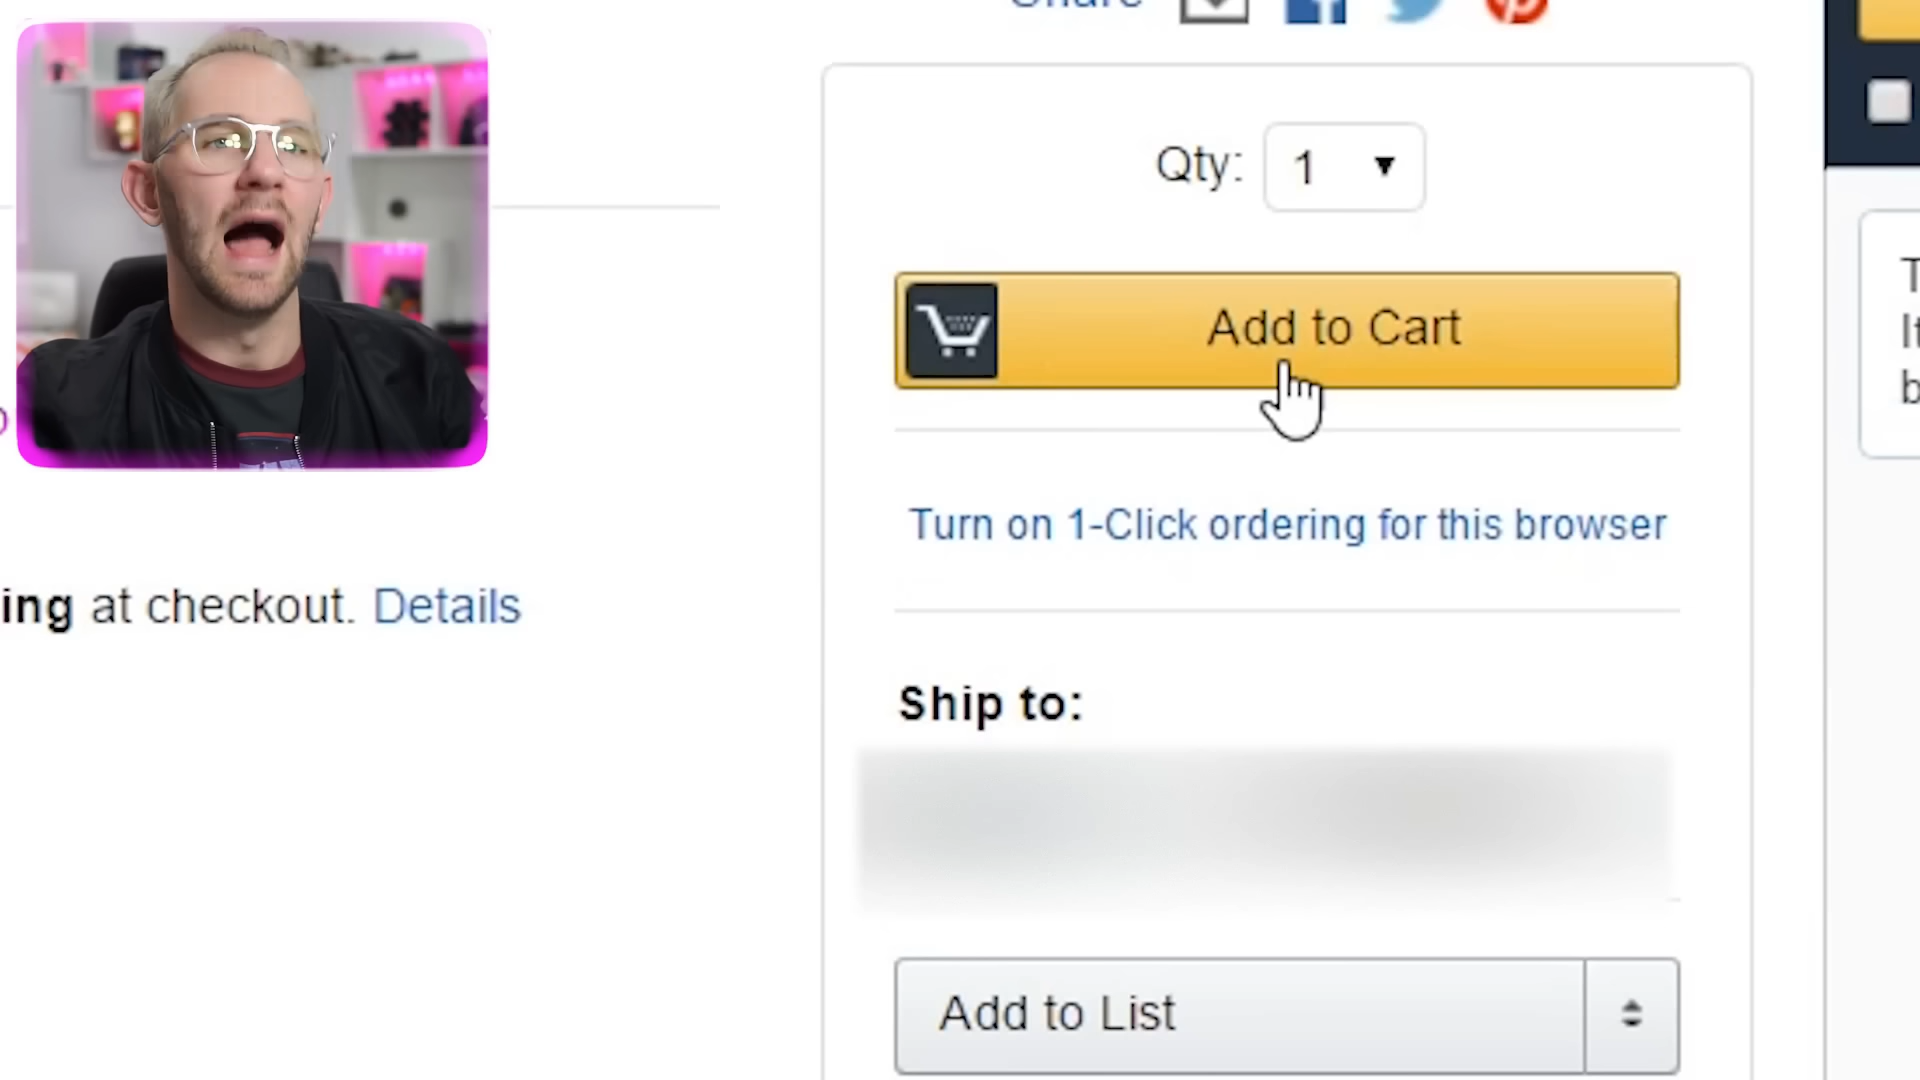 Share
Qty: 1
Add to Cart
Turn on 1-Click ordering for this browser
ing at checkout. Details
Ship to:
Add to List